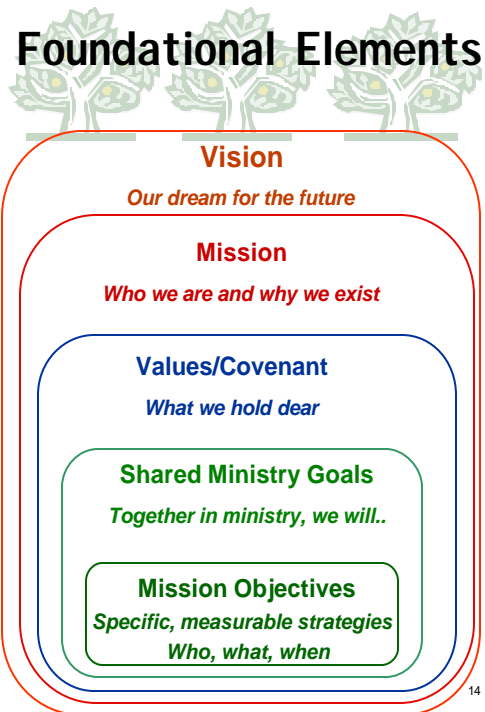 Foundational Elements
Vision
Our dream for the future
Mission
Who we are and why we exist
Values/Covenant
What we hold dear
Shared Ministry Goals
Together in ministry, we will..
Mission Objectives
Specific, measurable strategies
Who, what, when
14